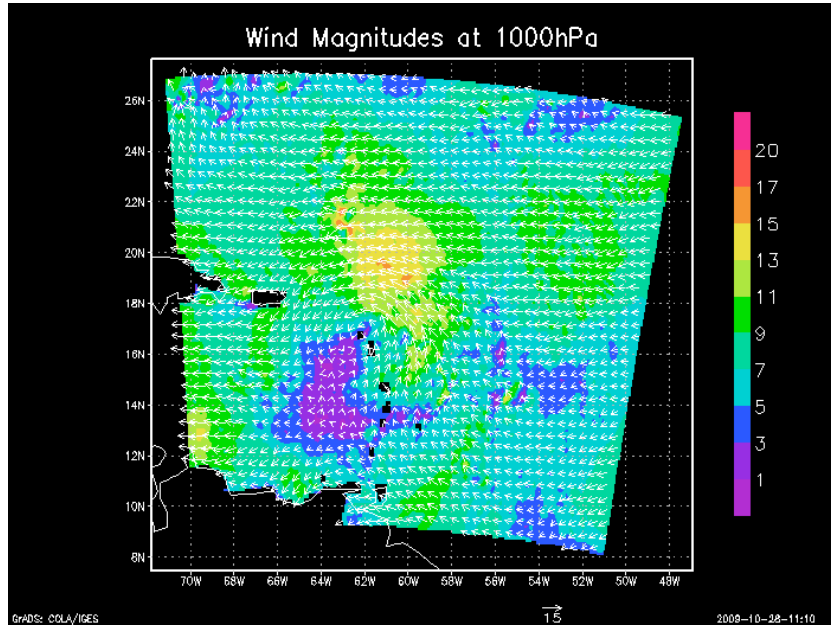 Wind Magnitudes at 1000hPa
26N
24N
22N
20N
18N
16N
14N
12N
10N
8N
70W 68W 66W 64W 62W 60W 58W 56W 54W 52W 50W 48W
20
17
15
13
11
9
7
5
3
1
GrADS: COLA/IGES
15
2009-10-28-11:10